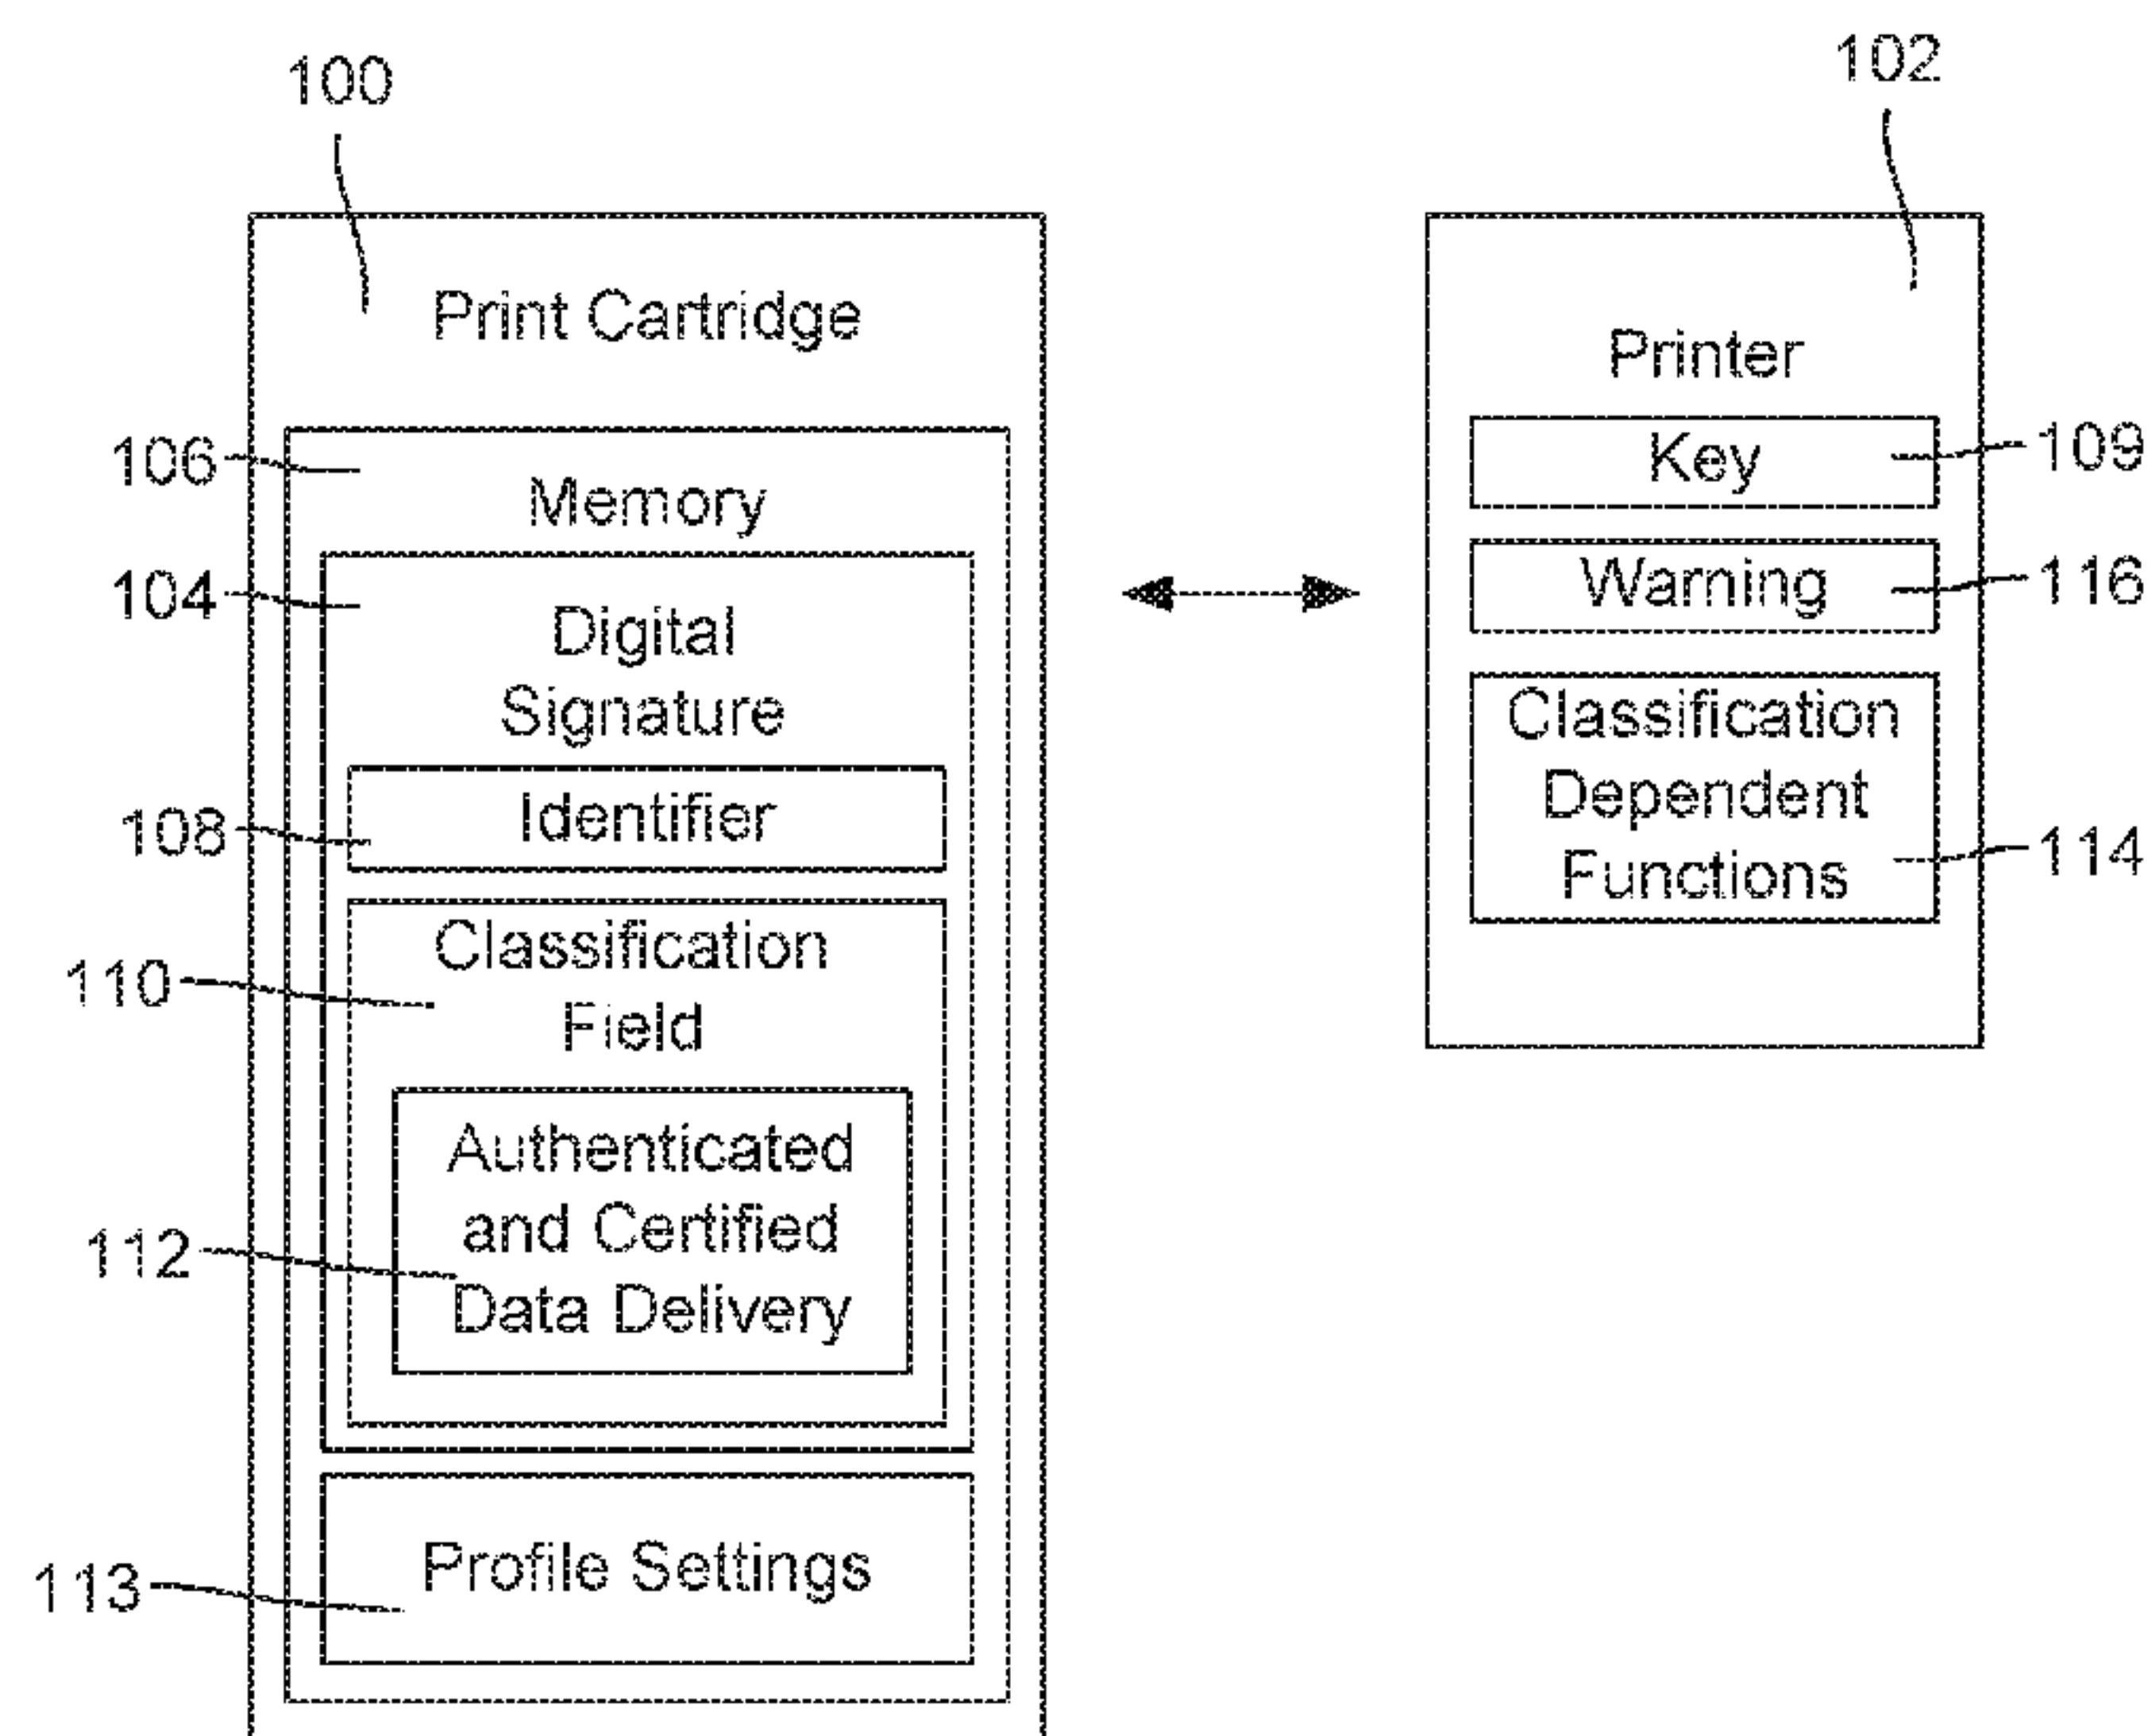 100
102
Print Cartridge
Printer
106
Memory
Key
109
104
Digital
Signature
Warning
116
Classification
Dependent
Functions
114
108
Identifier
110
Classification
Field
112
Authenticated
and Certified
Data Delivery
113
Profile Settings